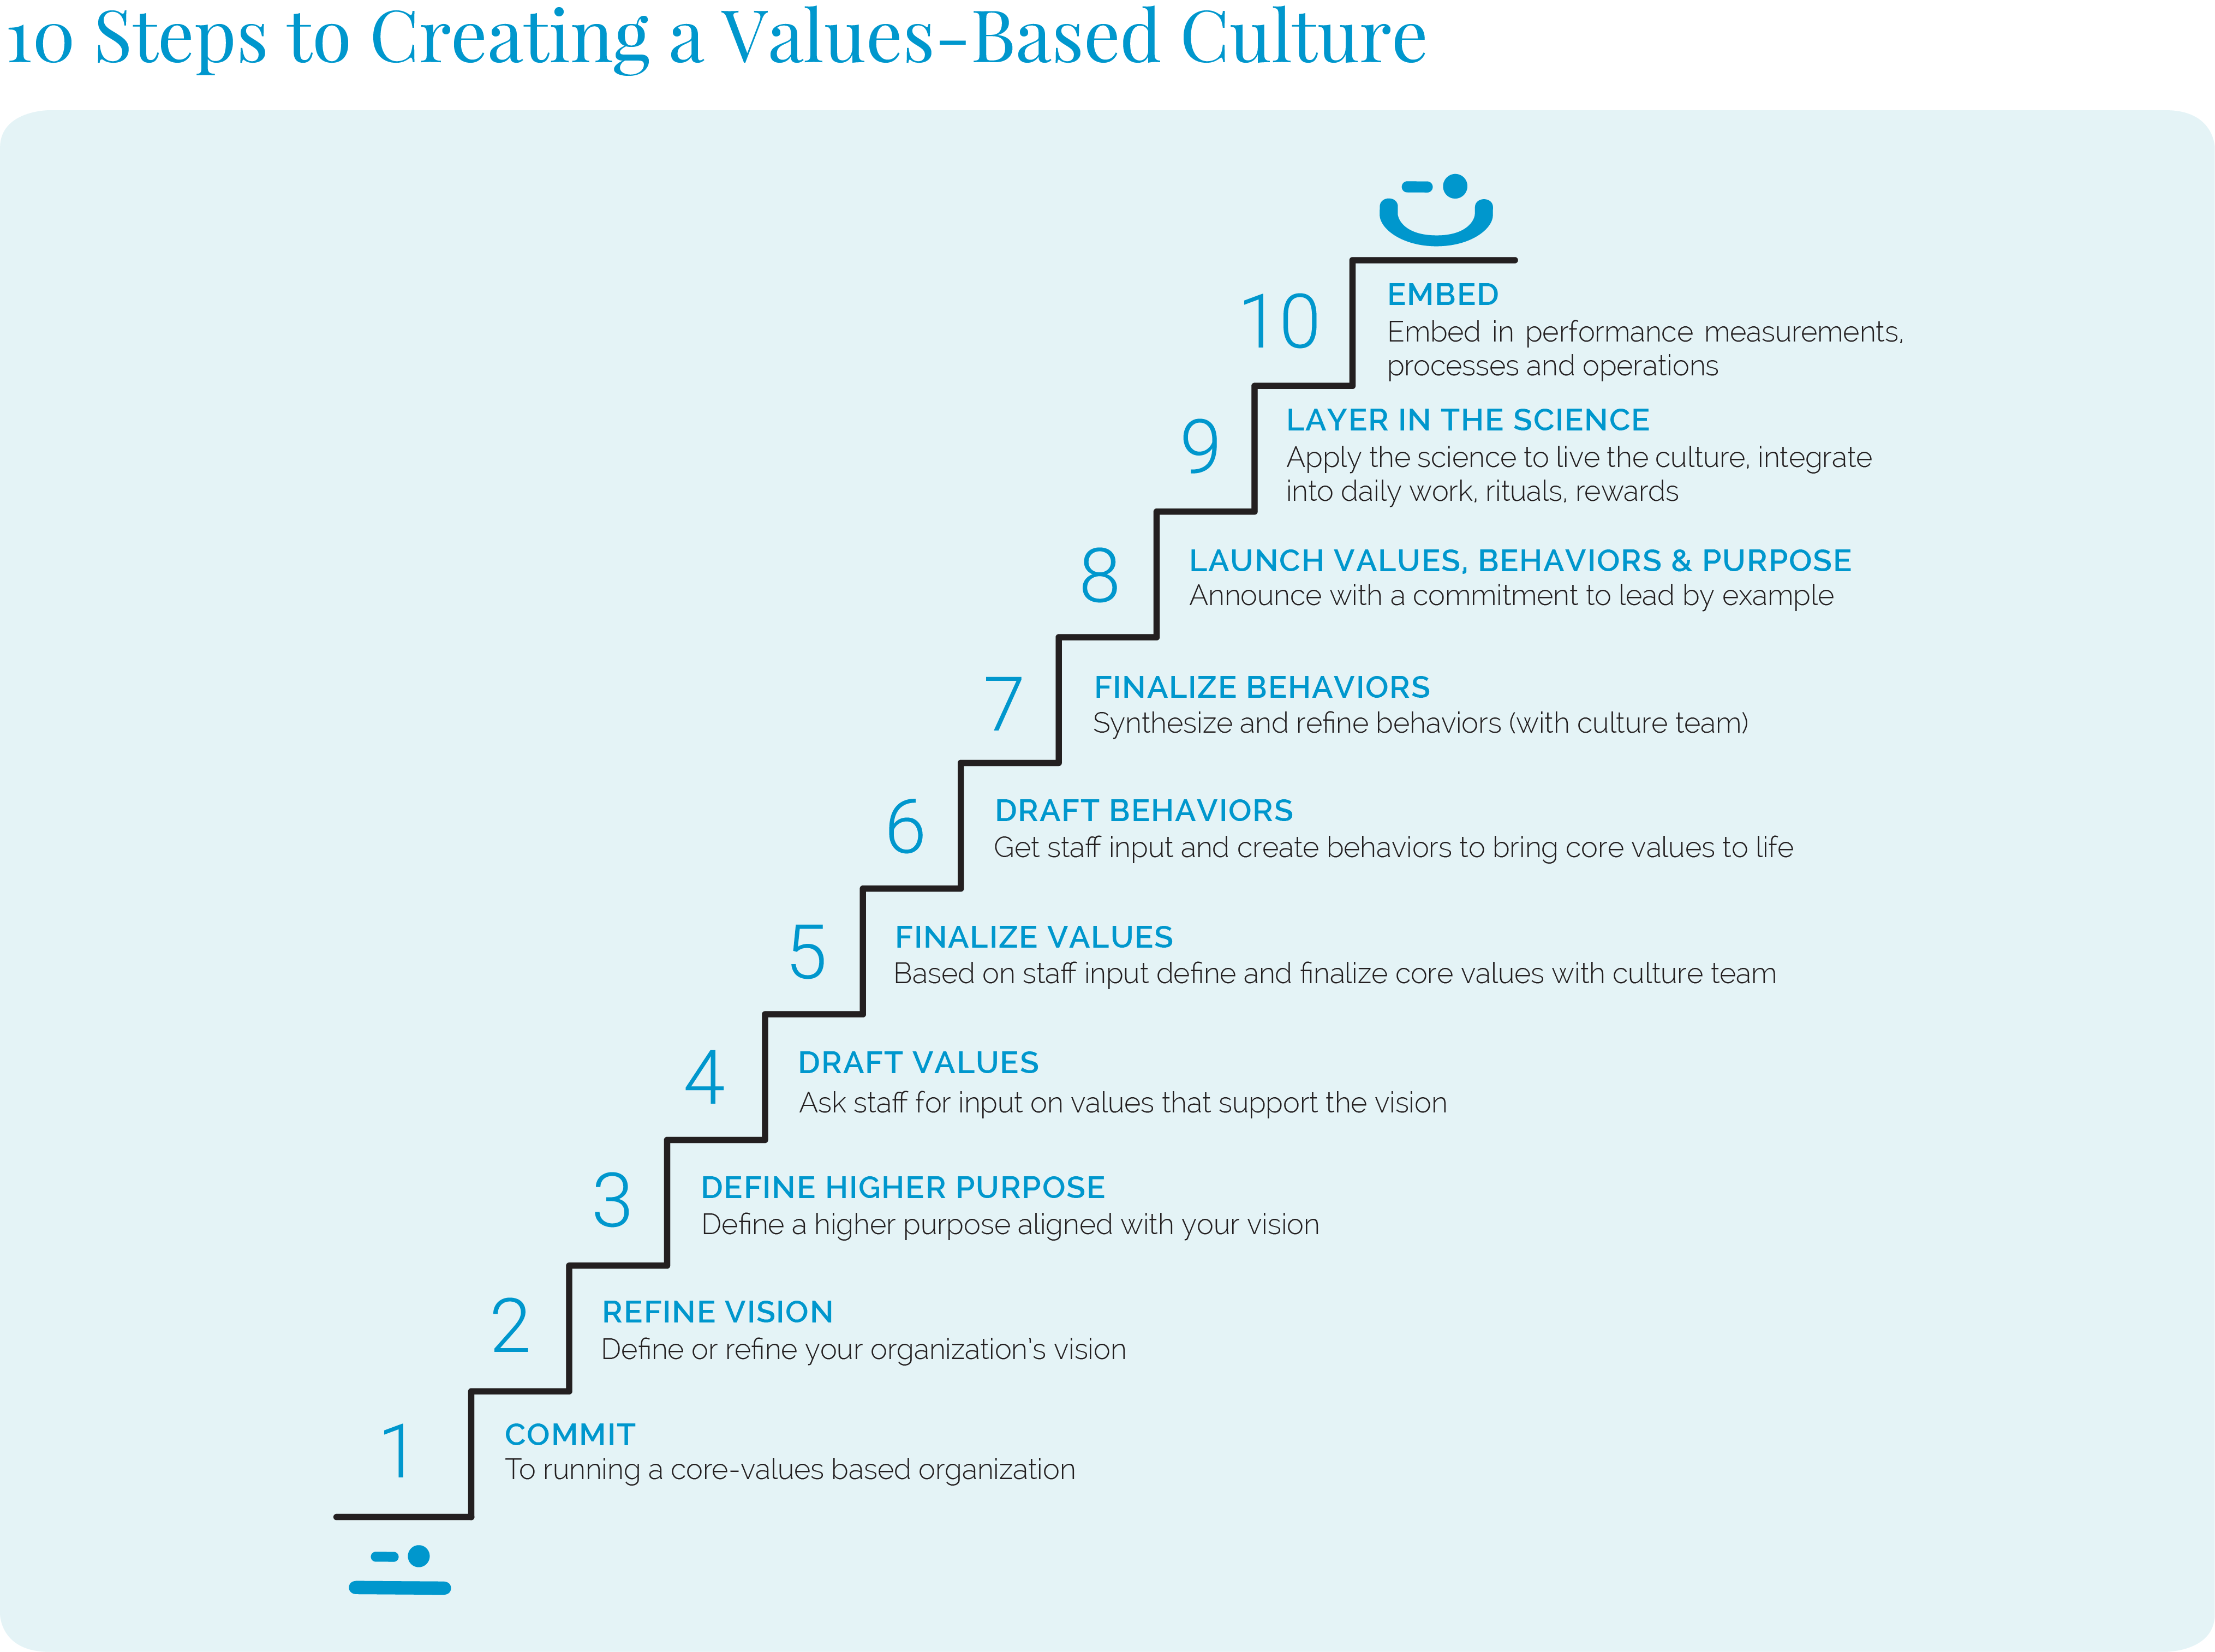 10 Steps to Creating a Values-Based Culture
10
EMBED
Embed in performance measurements,
processes and operations
9
LAYER IN THE SCIENCE
Apply the science to live the culture, integrate
into daily work, rituals, rewards
8
LAUNCH VALUES, BEHAVIORS & PURPOSE
Announce with a commitment to lead by example
7
FINALIZE BEHAVIORS
Synthesize and refine behaviors (with culture team)
6
DRAFT BEHAVIORS
Get staff input and create behaviors to bring core values to life
5
FINALIZE VALUES
Based on staff input define and finalize core values with culture team
4
DRAFT VALUES
Ask staff for input on values that support the vision
3
DEFINE HIGHER PURPOSE
Define a higher purpose aligned with your vision
2
REFINE VISION
Define or refine your organization's vision
1
COMMIT
To running a core-values based organization